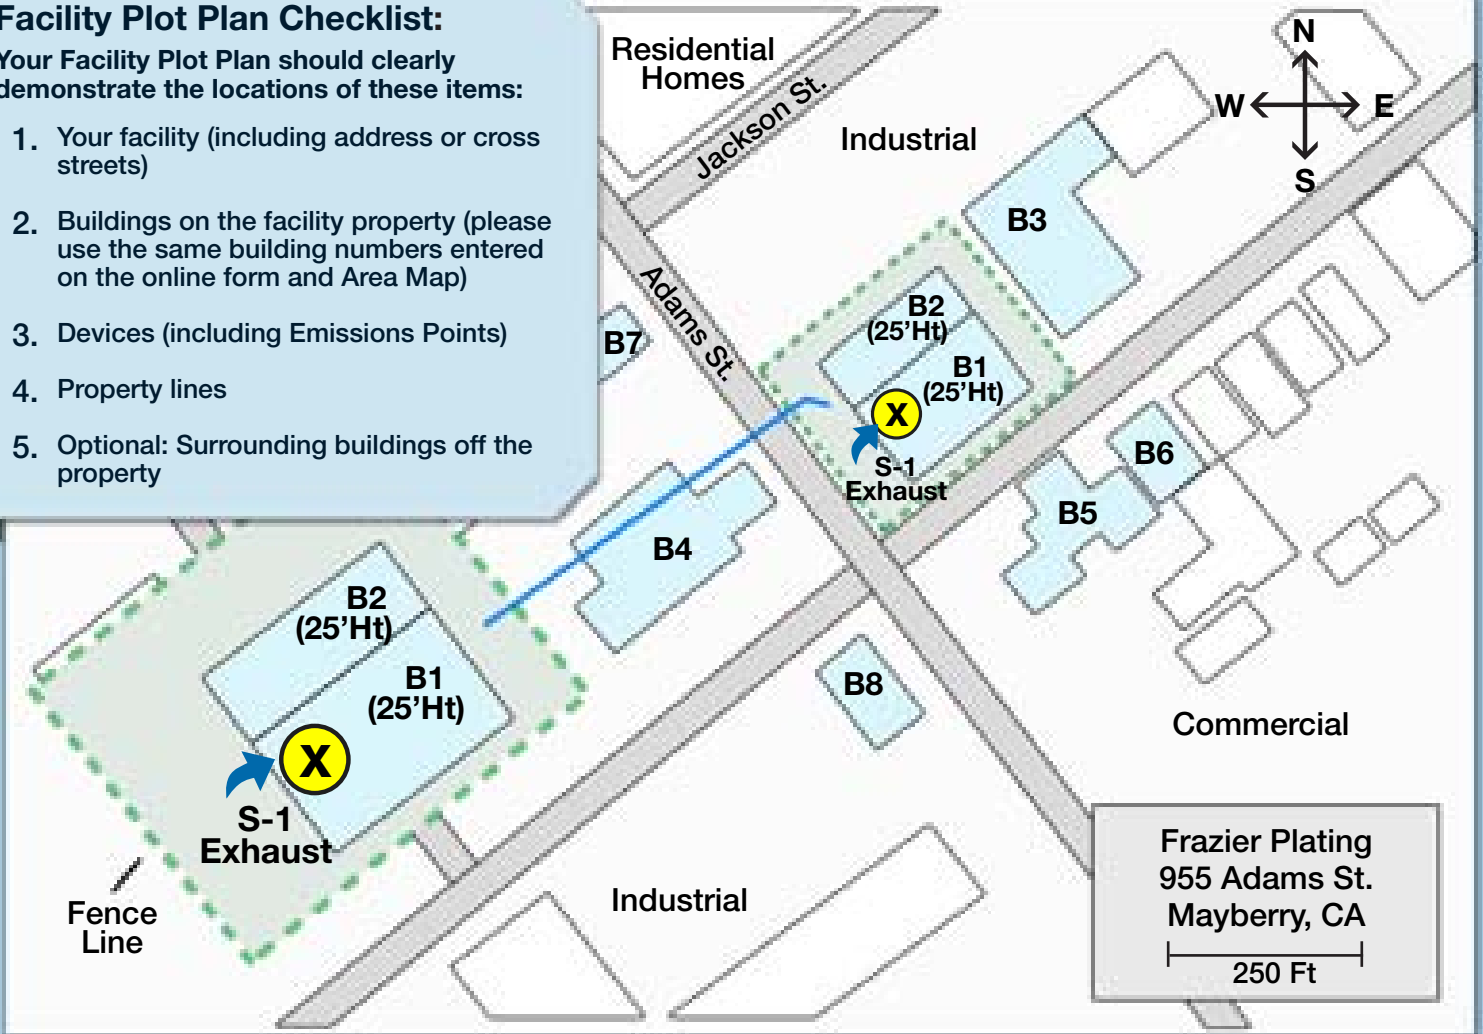 Facility Plot Plan Checklist:
Your Facility Plot Plan should clearly
demonstrate the locations of these items:
1. Your facility (including address or cross
streets)
2. Buildings on the facility property (please
use the same building numbers entered
on the online form and Area Map)
3. Devices (including Emissions Points)
4. Property lines
5. Optional: Surrounding buildings off the
property
Residential
Homes
Jackson St.
Industrial
N
W
E
S
B3
Adams St.
B7
B2
(25'Ht)
B1
(25'Ht)
X
S-1
Exhaust
B6
B5
B4
B2
(25'Ht)
B1
(25'Ht)
X
S-1
Exhaust
Fence
Line
B8
Commercial
Industrial
Frazier Plating
955 Adams St.
Mayberry, CA
250 Ft